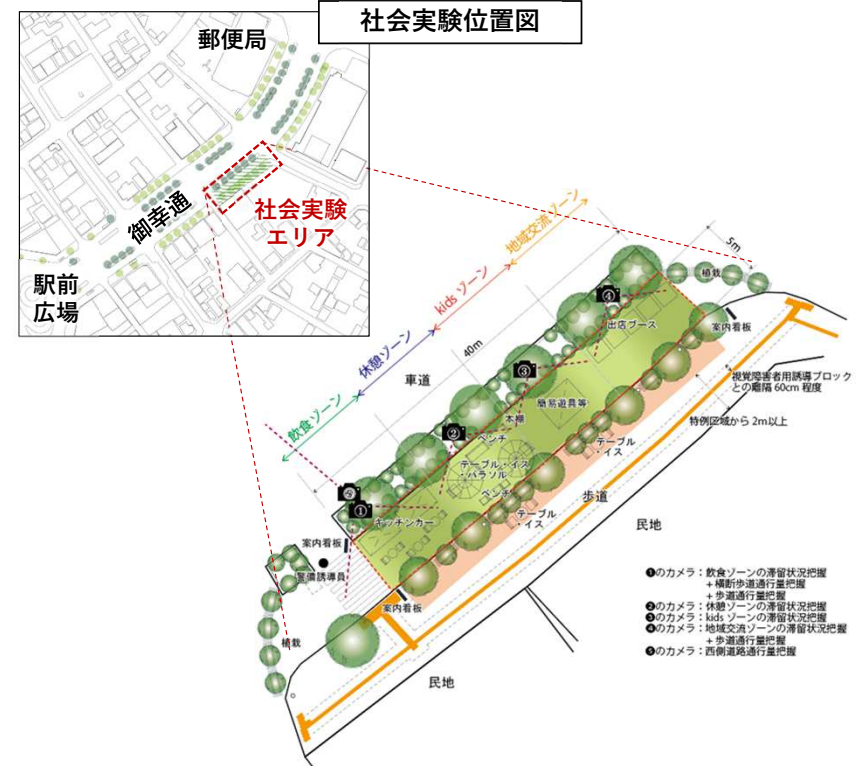 社会実験位置図
郵便局
御幸通
社会実験
エリア
駅前
広場
地域交流ゾーン
kids ゾーン
休憩ゾーン
飲食ゾーン
40m
5m
車道
植栽
④
出店ブース
案内看板
③
視覚障害者用誘導ブロック
との離隔 60cm 程度
簡易遊具等
本棚
特例区域から 2m以上
②
ベンチ
テーブル・イス
・パラソル
ベンチ
テーブル
・イス
歩道
①
キッチンカー
テーブル
・イス
民地
案内看板
警備誘導員
案内看板
植栽
民地
❶のカメラ：飲食ゾーンの滞留状況把握
+ 横断歩道通行量把握
+ 歩道通行量把握
❷のカメラ：休憩ゾーンの滞留状況把握
❸のカメラ：kids ゾーンの滞留状況把握
❹のカメラ：地域交流ゾーンの滞留状況把握
+ 歩道通行量把握
❺のカメラ：西側道路通行量把握